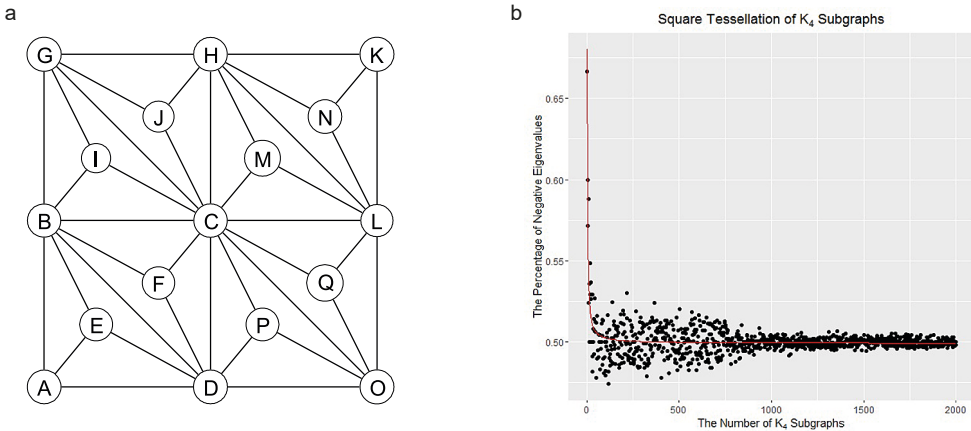 a
G H K
J N
I M
B C L
F Q
E P
A D O
b
Square Tessellation of K₄ Subgraphs
The Percentage of Negative Eigenvalues
0.65
0.60
0.55
0.50
0 500 1000 1500 2000
The Number of K₄ Subgraphs